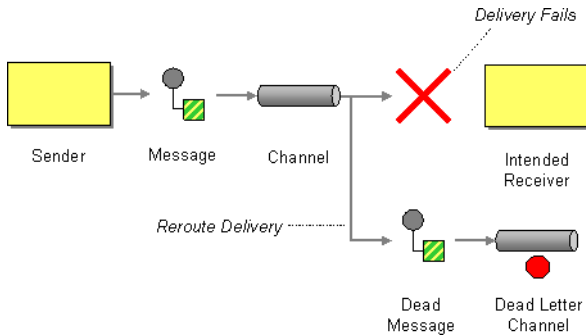 Delivery Fails
Sender
Message
Channel
Intended
Receiver
Reroute Delivery
Dead
Message
Dead Letter
Channel